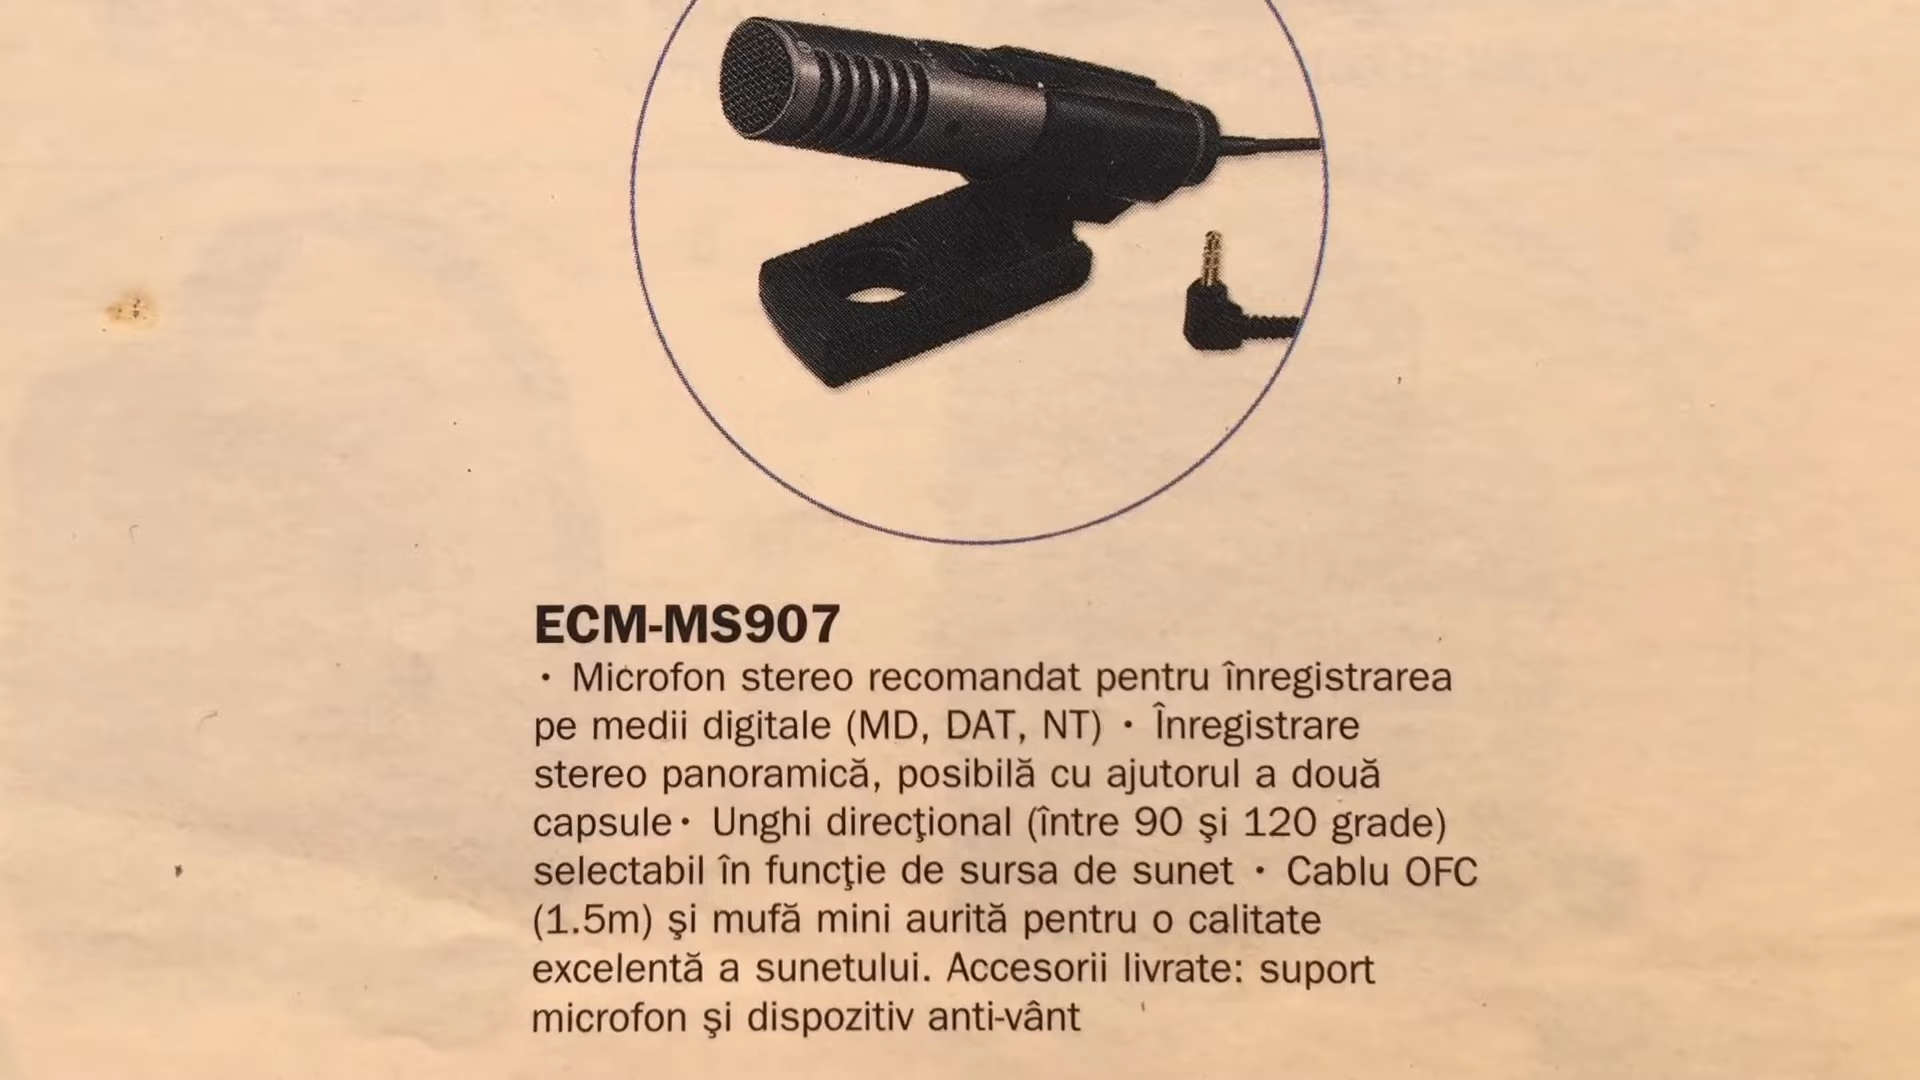 ECM-MS907
• Microfon stereo recomandat pentru înregistrarea
pe medii digitale (MD, DAT, NT) • Înregistrare
stereo panoramică, posibilă cu ajutorul a două
capsule• Unghi direcţional (între 90 şi 120 grade)
selectabil în funcţie de sursa de sunet • Cablu OFC
(1.5m) şi mufă mini aurită pentru o calitate
excelentă a sunetului. Accesorii livrate: suport
microfon şi dispozitiv anti-vânt